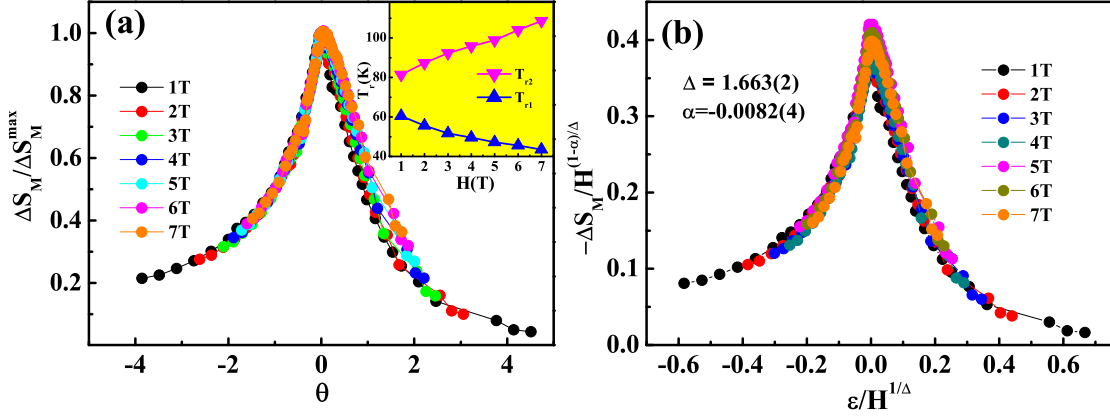 (a)
1.0
0.8
0.6
0.4
0.2
ΔS_M/ΔS_M^max
1T
2T
3T
4T
5T
6T
7T
-4
-2
0
2
4
θ
100
80
60
40
T_r(K)
T_r2
T_r1
1 2 3 4 5 6 7
H(T)
(b)
0.4
0.3
0.2
0.1
0.0
-ΔS_M/H^(1-α)/Δ
Δ = 1.663(2)
α=-0.0082(4)
1T
2T
3T
4T
5T
6T
7T
-0.6
-0.4
-0.2
0.0
0.2
0.4
0.6
ε/H^1/Δ